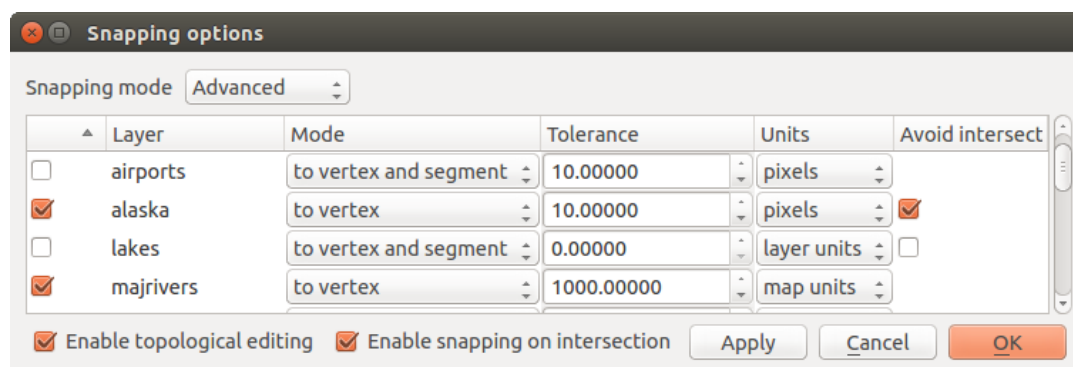 Snapping options
Snapping mode Advanced
Layer Mode Tolerance Units Avoid intersect
airports to vertex and segment 10.00000 pixels
alaska to vertex 10.00000 pixels
lakes to vertex and segment 0.00000 layer units
majrivers to vertex 1000.00000 map units
Enable topological editing Enable snapping on intersection Apply Cancel OK